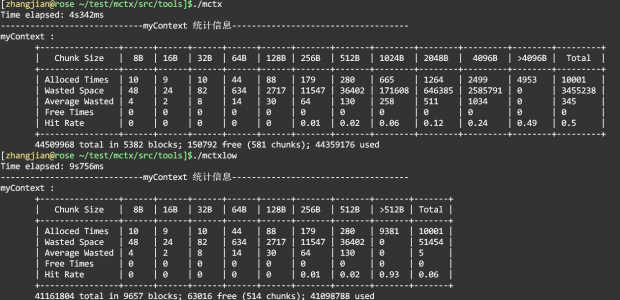 [zhangjian@rose ~/test/mctx/src/tools]$./mctx
Time elapsed: 4s342ms
------------------------------myContext 统计信息-------------------------------------
myContext :
| Chunk Size | 8B | 16B | 32B | 64B | 128B | 256B | 512B | 1024B | 2048B | 4096B | >4096B | Total |
| Alloced Times | 10 | 9 | 10 | 44 | 88 | 179 | 280 | 665 | 1264 | 2499 | 4953 | 10001 |
| Wasted Space | 48 | 24 | 82 | 634 | 2717 | 11547 | 36402 | 171608 | 646385 | 2585791 | 0 | 3455238 |
| Average Wasted | 4 | 2 | 8 | 14 | 30 | 64 | 130 | 258 | 511 | 1034 | 0 | 345 |
| Free Times | 0 | 0 | 0 | 0 | 0 | 0 | 0 | 0 | 0 | 0 | 0 | 0 |
| Hit Rate | 0 | 0 | 0 | 0 | 0 | 0.01 | 0.02 | 0.06 | 0.12 | 0.24 | 0.49 | 0.5 |
44509968 total in 5382 blocks; 150792 free (581 chunks); 44359176 used
[zhangjian@rose ~/test/mctx/src/tools]$./mctxlow
Time elapsed: 9s756ms
------------------------------myContext 统计信息-------------------------------------
myContext :
| Chunk Size | 8B | 16B | 32B | 64B | 128B | 256B | 512B | >512B | Total |
| Alloced Times | 10 | 9 | 10 | 44 | 88 | 179 | 280 | 9381 | 10001 |
| Wasted Space | 48 | 24 | 82 | 634 | 2717 | 11547 | 36402 | 0 | 51454 |
| Average Wasted | 4 | 2 | 8 | 14 | 30 | 64 | 130 | 0 | 5 |
| Free Times | 0 | 0 | 0 | 0 | 0 | 0 | 0 | 0 | 0 |
| Hit Rate | 0 | 0 | 0 | 0 | 0 | 0.01 | 0.02 | 0.93 | 0.06 |
41161804 total in 9657 blocks; 63016 free (514 chunks); 41098788 used